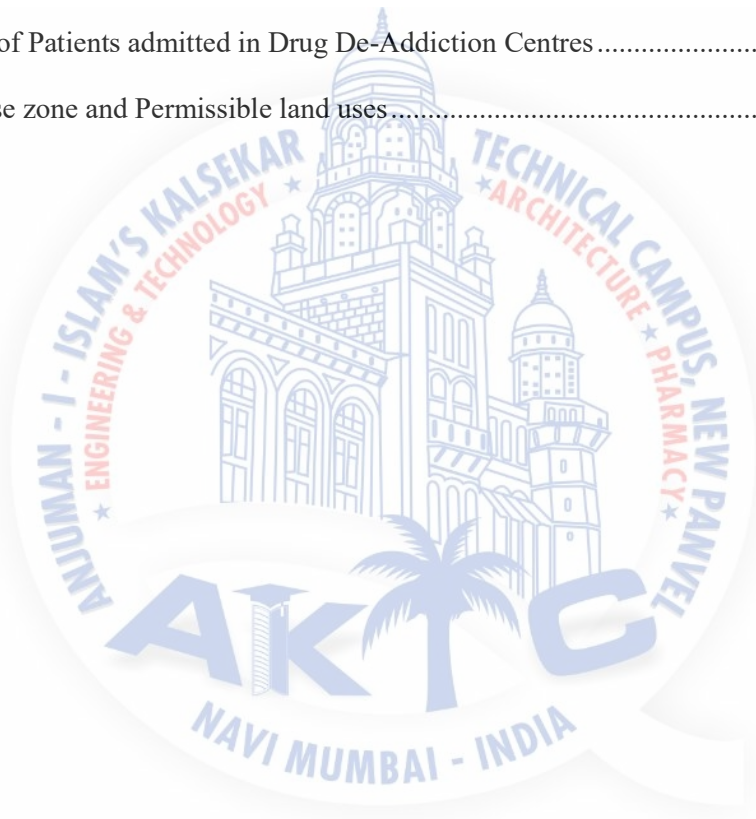 of Patients admitted in Drug De-Addiction Centres....................
se zone and Permissible land uses................................................
ANJUMAN - I - ISLAM'S KALSEKAR TECHNICAL CAMPUS, NEW PANVEL
★ ENGINEERING & TECHNOLOGY ★ ★ ARCHITECTURE ★ PHARMACY ★
AKTC
NAVI MUMBAI - INDIA